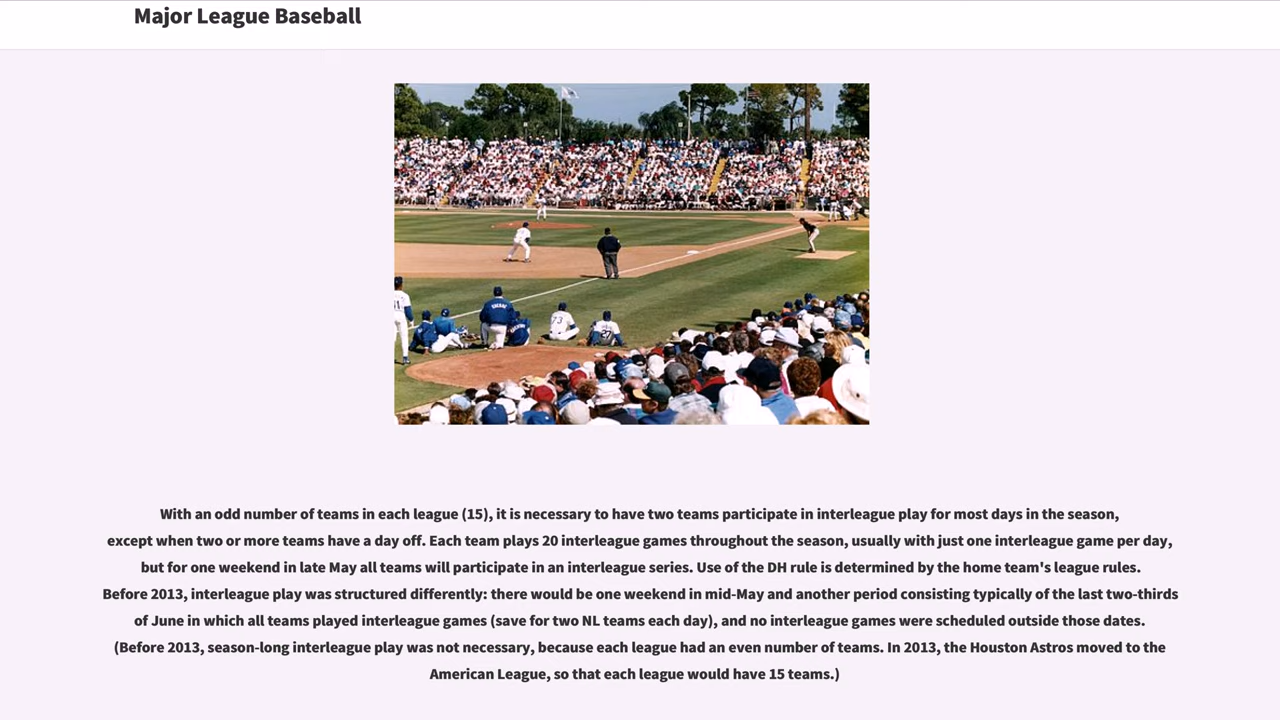 Major League Baseball
With an odd number of teams in each league (15), it is necessary to have two teams participate in interleague play for most days in the season,
except when two or more teams have a day off. Each team plays 20 interleague games throughout the season, usually with just one interleague game per day,
but for one weekend in late May all teams will participate in an interleague series. Use of the DH rule is determined by the home team's league rules.
Before 2013, interleague play was structured differently: there would be one weekend in mid-May and another period consisting typically of the last two-thirds
of June in which all teams played interleague games (save for two NL teams each day), and no interleague games were scheduled outside those dates.
(Before 2013, season-long interleague play was not necessary, because each league had an even number of teams. In 2013, the Houston Astros moved to the
American League, so that each league would have 15 teams.)